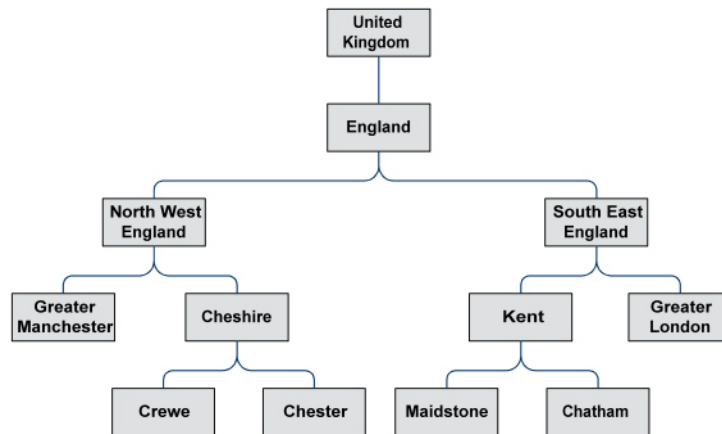 United
Kingdom
England
North West
England
South East
England
Greater
Manchester
Cheshire
Kent
Greater
London
Crewe
Chester
Maidstone
Chatham